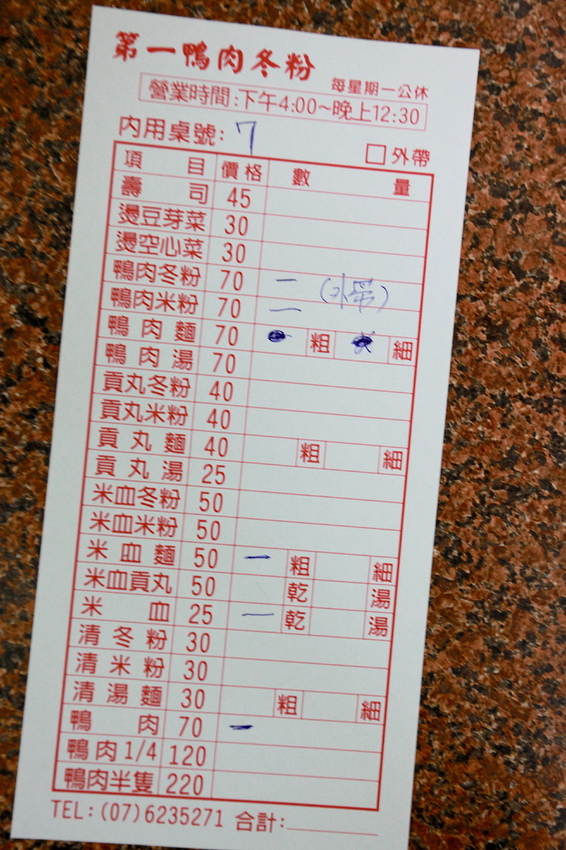 第一鴨肉冬粉
每星期一公休
營業時間:下午4:00~晚上12:30
內用桌號: 7 □外帶
項目 價格 數量
壽司 45
燙豆芽菜 30
燙空心菜 30
鴨肉冬粉 70 二 (外帶)
鴨肉米粉 70 一
鴨肉麵 70 粗 細
鴨肉湯 70
貢丸冬粉 40
貢丸米粉 40
貢丸麵 40 粗 細
貢丸湯 25
米血冬粉 50
米血米粉 50
米血麵 50 一 粗 細
米血貢丸 50 乾 湯
米血 25 一 乾 湯
清冬粉 30
清米粉 30
清湯麵 30 粗 細
鴨肉 70 一
鴨肉1/4 120
鴨肉半隻 220
TEL:(07)6235271 合計: